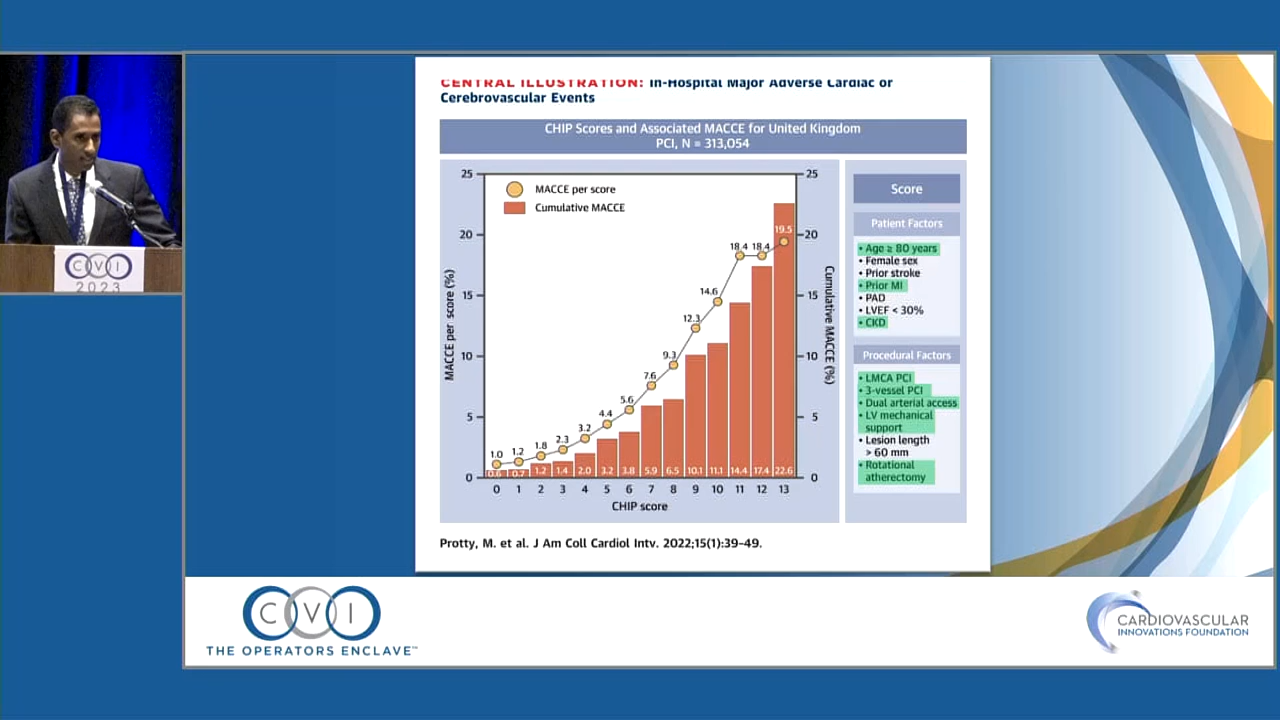 CENTRAL ILLUSTRATION: In-Hospital Major Adverse Cardiac or
Cerebrovascular Events
CHIP Scores and Associated MACCE for United Kingdom
PCI, N = 313,054
MACCE per score
Cumulative MACCE
MACCE per score (%)
25
20
15
10
5
0
1.0
1.2
1.8
2.3
3.2
4.4
5.6
7.6
9.3
12.3
14.6
18.4
18.4
19.5
0.6 0.7 1.2 1.4 2.0 3.2 3.8 5.9 6.5 10.1 11.1 14.4 17.4 22.6
0 1 2 3 4 5 6 7 8 9 10 11 12 13
CHIP score
25
20
15
10
5
0
Cumulative MACCE (%)
Score
Patient Factors
• Age ≥ 80 years
• Female sex
• Prior stroke
• Prior MI
• PAD
• LVEF < 30%
• CKD
Procedural Factors
• LMCA PCI
• 3-vessel PCI
• Dual arterial access
• LV mechanical
support
• Lesion length
> 60 mm
• Rotational
atherectomy
Protty, M. et al. J Am Coll Cardiol Intv. 2022;15(1):39–49.
CVI
2023
CVI
THE OPERATORS ENCLAVE™
CARDIOVASCULAR
INNOVATIONS FOUNDATION